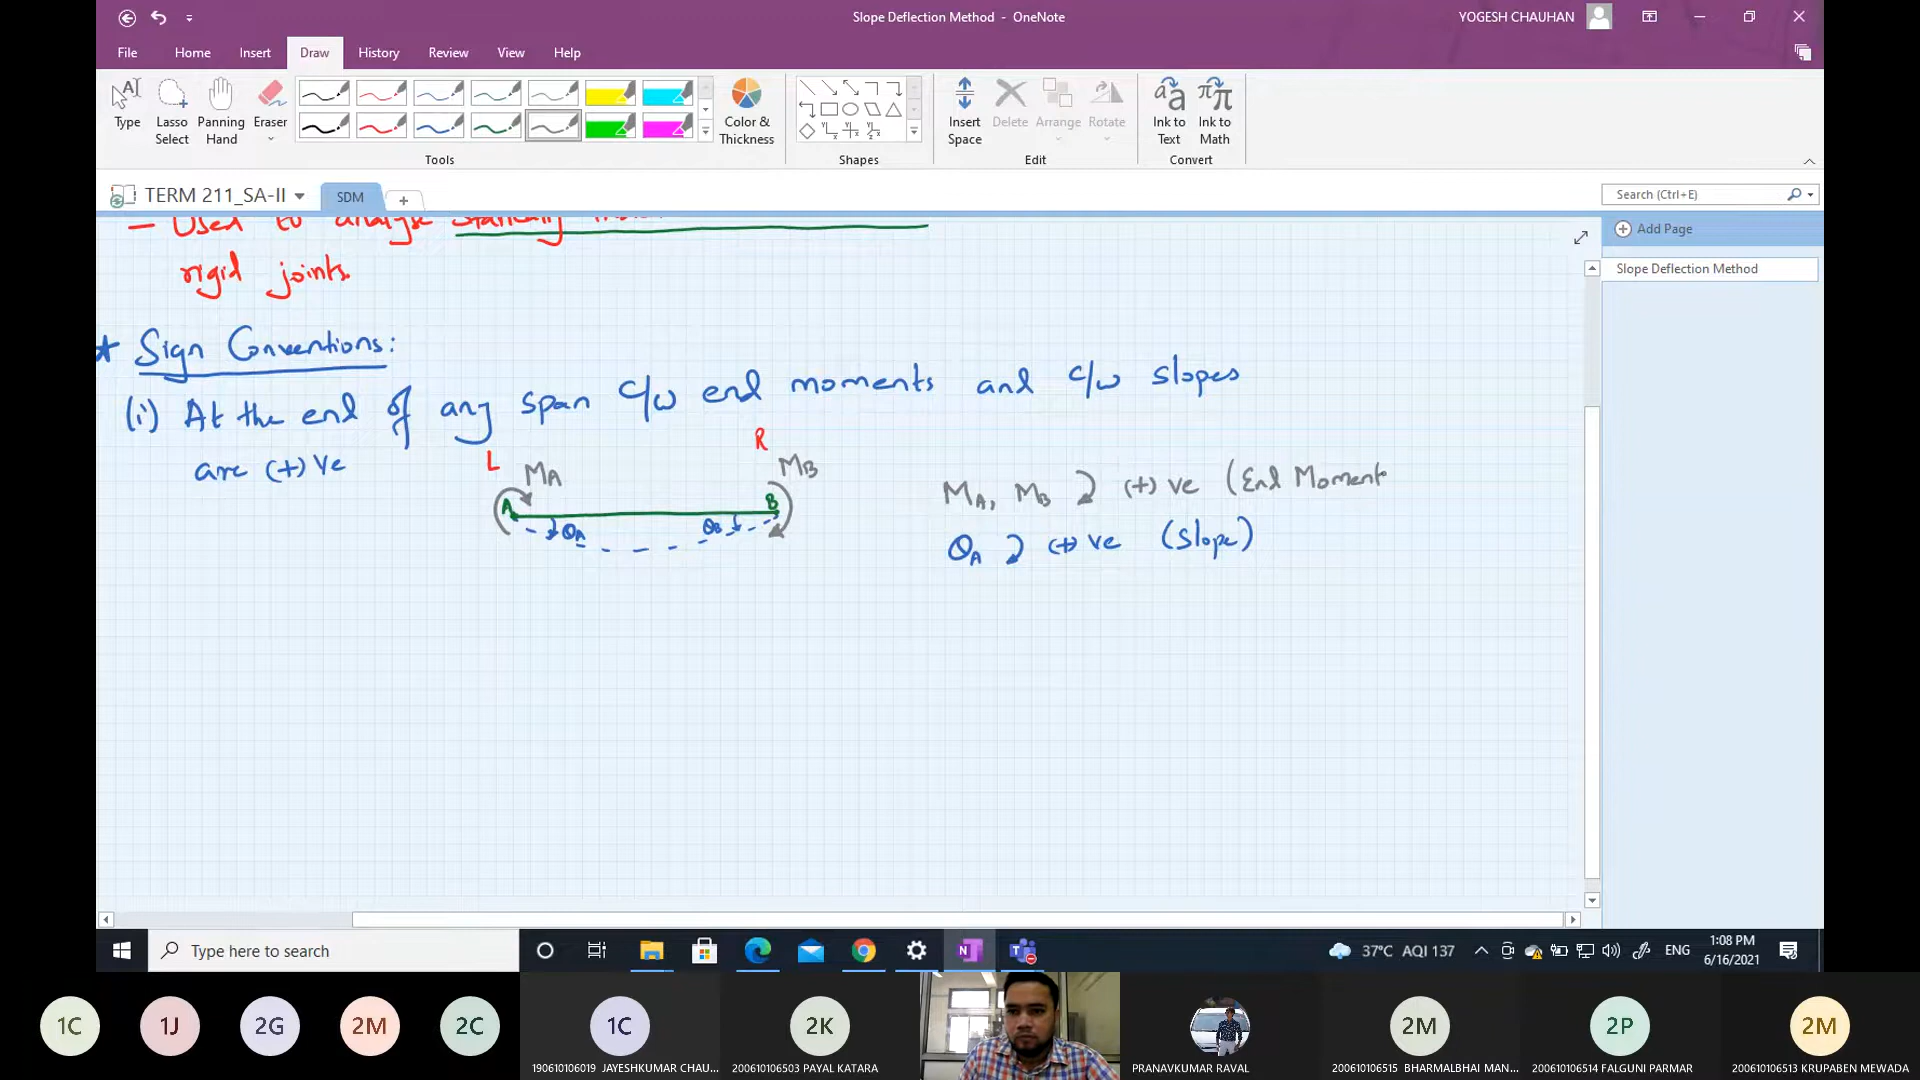 Slope Deflection Method - OneNote
YOGESH CHAUHAN
File Home Insert Draw History Review View Help
Type
Lasso Select
Panning Hand
Eraser
Color & Thickness
Insert Space
Delete
Arrange
Rotate
Ink to Text
Ink to Math
Tools
Shapes
Edit
Convert
TERM 211_SA-II
SDM
Search (Ctrl+E)
Add Page
Slope Deflection Method
– Used to analyse statically
rigid joints.
★ Sign Conventions:
(i) At the end of any span c/w end moments and c/w slopes
are (+) ve
L
R
MA
MB
A
B
θA
θB
MA, MB (+) ve (End Moment
θA (+) ve (Slope)
Type here to search
37°C AQI 137
ENG
1:08 PM
6/16/2021
1C 1J 2G 2M 2C 1C 2K 2M 2P 2M
190610106019 JAYESHKUMAR CHAU...
200610106503 PAYAL KATARA
PRANAVKUMAR RAVAL
200610106515 BHARMALBHAI MAN...
200610106514 FALGUNI PARMAR
200610106513 KRUPABEN MEWADA